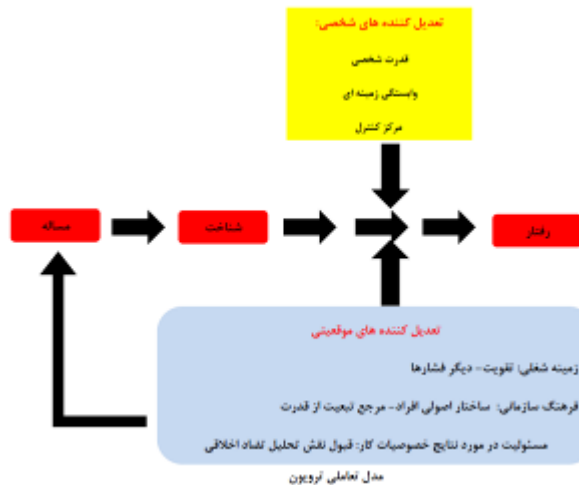 تعدیل کننده های شخصی:
قدرت شخصی
وابستگی زمینه ای
مرکز کنترل
مساله
شناخت
رفتار
تعدیل کننده های موقعیتی
زمینه شغلی: تقویت- دیگر فشارها
فرهنگ سازمانی: ساختار اصولی افراد- مرجع تبعیت از قدرت
مسئولیت در مورد نتایج خصوصیات کار: قبول نقش تحلیل تضاد اخلاقی
مدل تعاملی ترویون